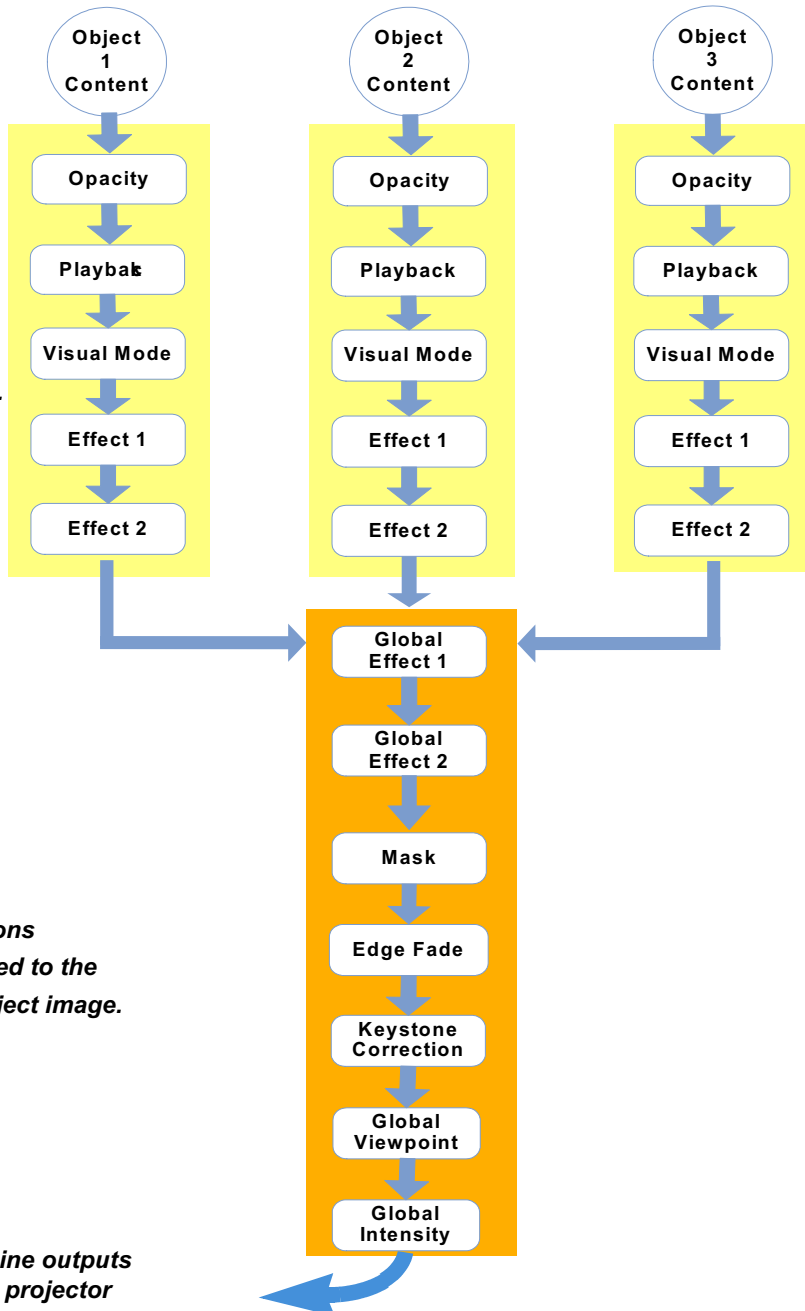 Object
1
Content
Opacity
Playback
Visual Mode
Effect 1
Effect 2
Object
2
Content
Opacity
Playback
Visual Mode
Effect 1
Effect 2
Object
3
Content
Opacity
Playback
Visual Mode
Effect 1
Effect 2
Global
Effect 1
Global
Effect 2
Mask
Edge Fade
Keystone
Correction
Global
Viewpoint
Global
Intensity
ons
ed to the
ject image.
ine outputs
projector